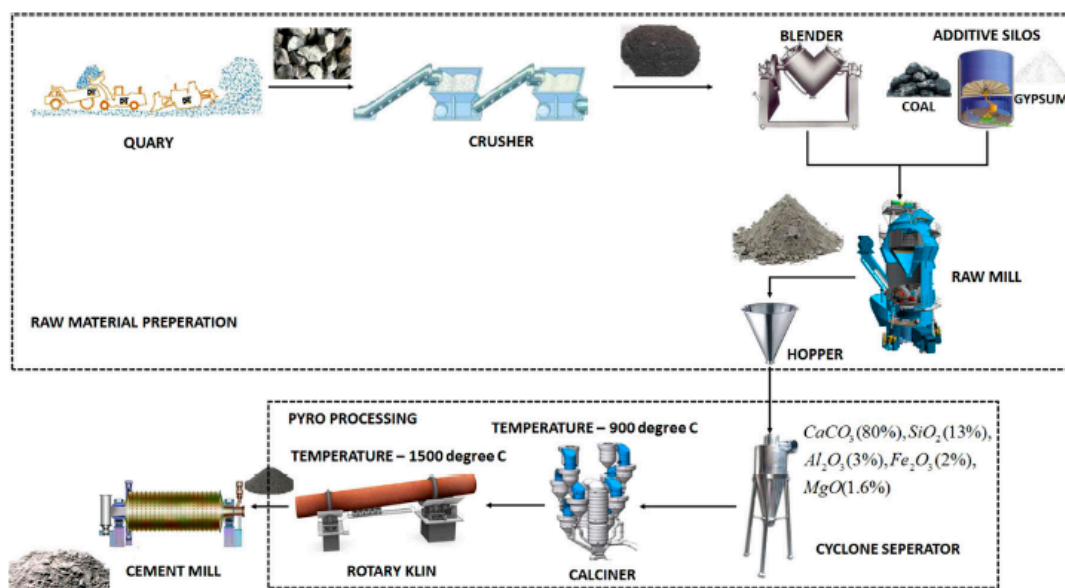 BLENDER
ADDITIVE SILOS
COAL
GYPSUM
QUARY
CRUSHER
RAW MILL
RAW MATERIAL PREPERATION
HOPPER
PYRO PROCESSING
TEMPERATURE – 900 degree C
TEMPERATURE – 1500 degree C
CaCO₃(80%), SiO₂(13%),
Al₂O₃(3%), Fe₂O₃(2%),
MgO(1.6%)
CYCLONE SEPERATOR
CEMENT MILL
ROTARY KLIN
CALCINER